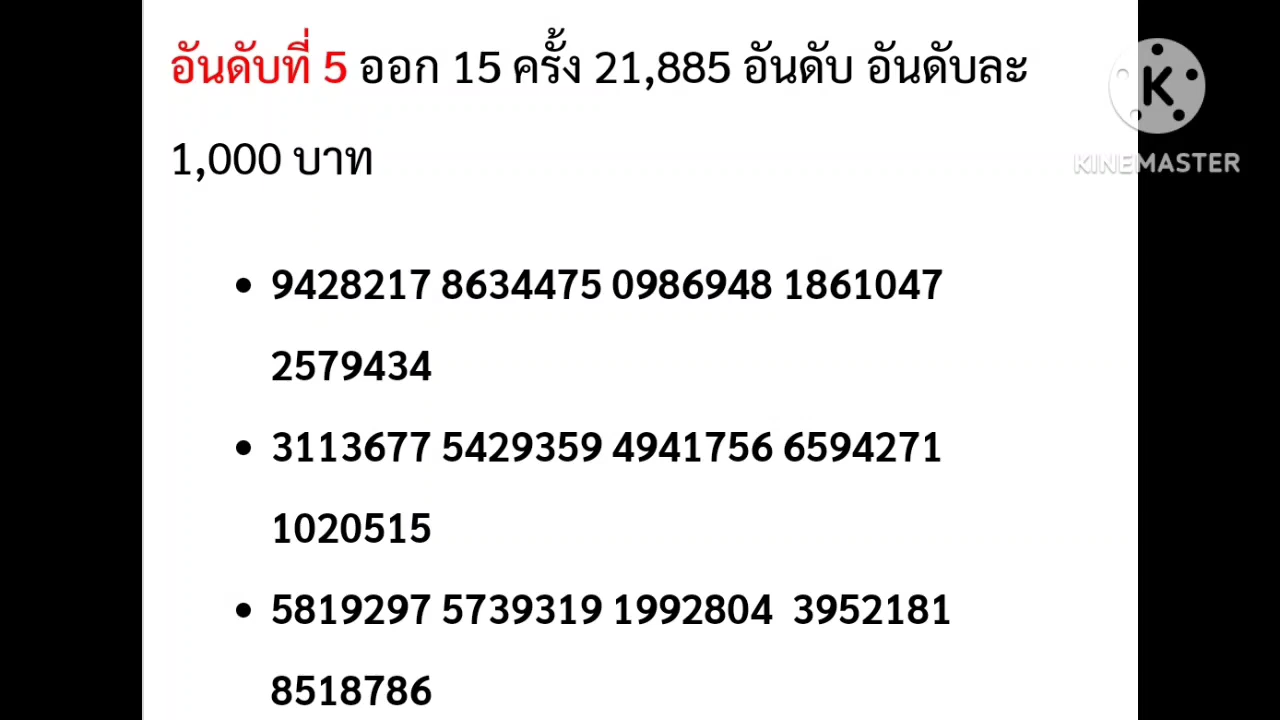 อันดับที่ 5 ออก 15 ครั้ง 21,885 อันดับ อันดับละ
1,000 บาท
K
KINEMASTER
• 9428217 8634475 0986948 1861047
2579434
• 3113677 5429359 4941756 6594271
1020515
• 5819297 5739319 1992804 3952181
8518786